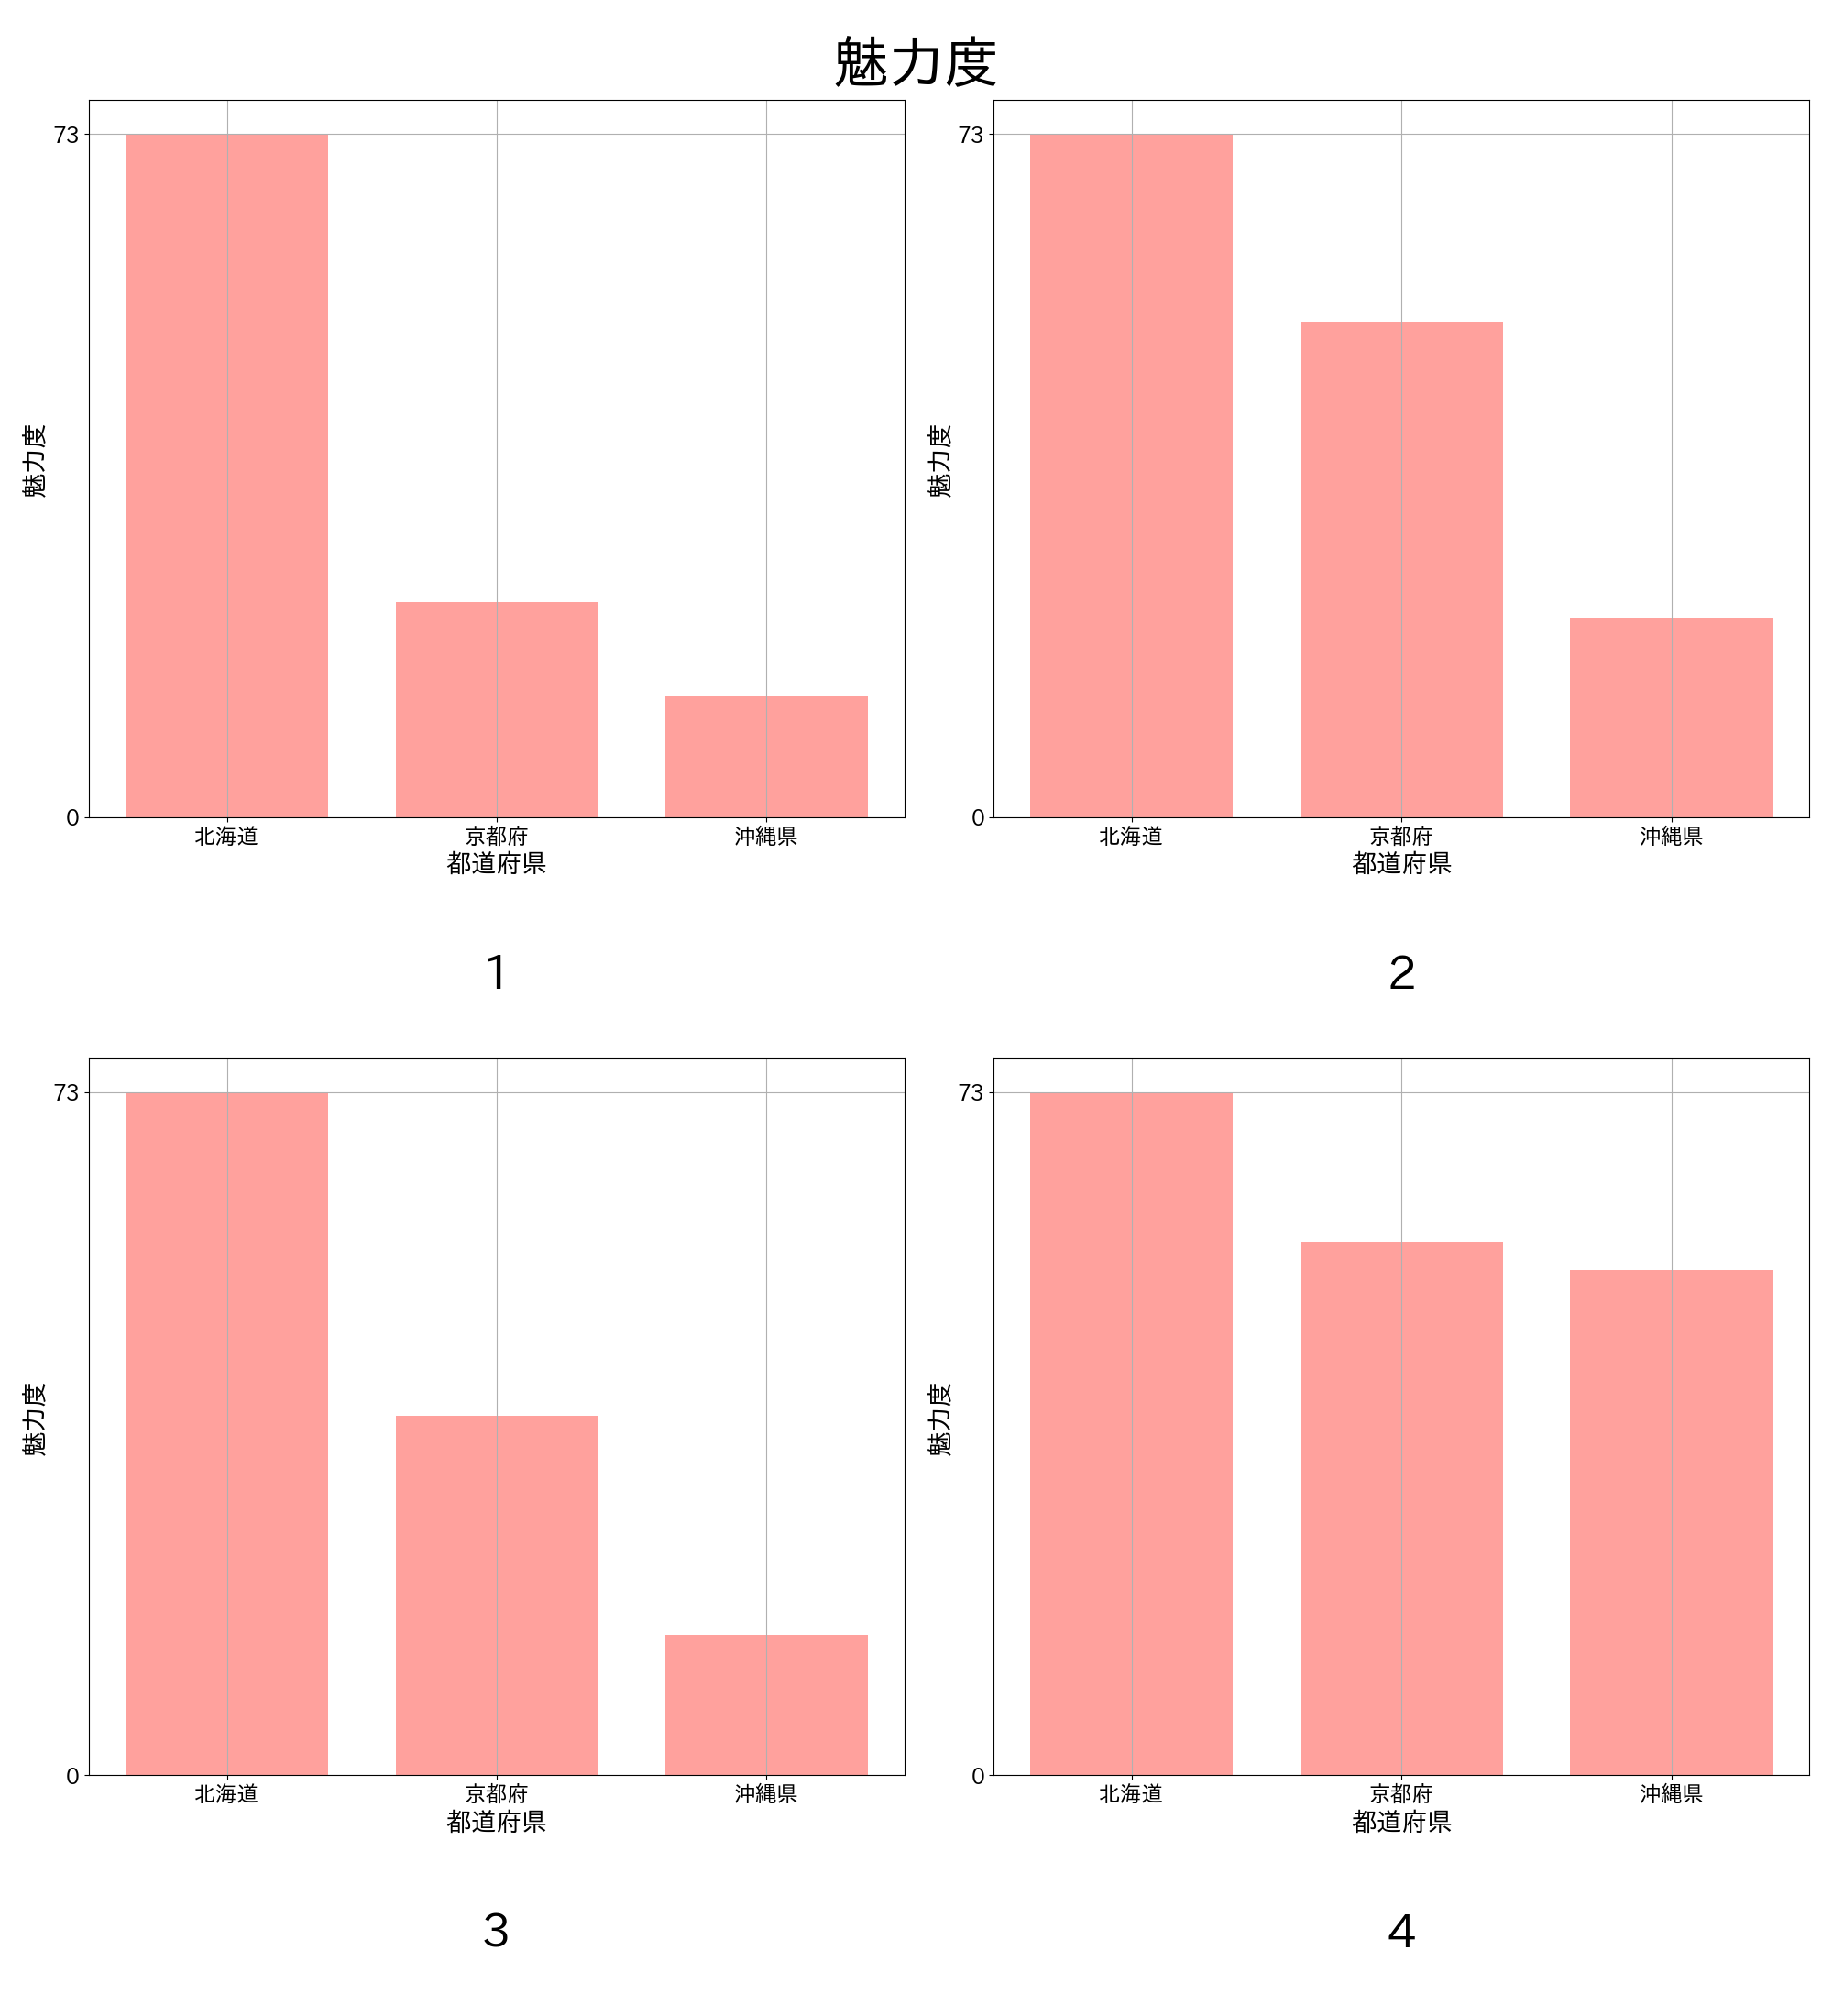 魅力度
73
魅力度
0
北海道 京都府 沖縄県
都道府県
1
73
魅力度
0
北海道 京都府 沖縄県
都道府県
2
73
魅力度
0
北海道 京都府 沖縄県
都道府県
3
73
魅力度
0
北海道 京都府 沖縄県
都道府県
4